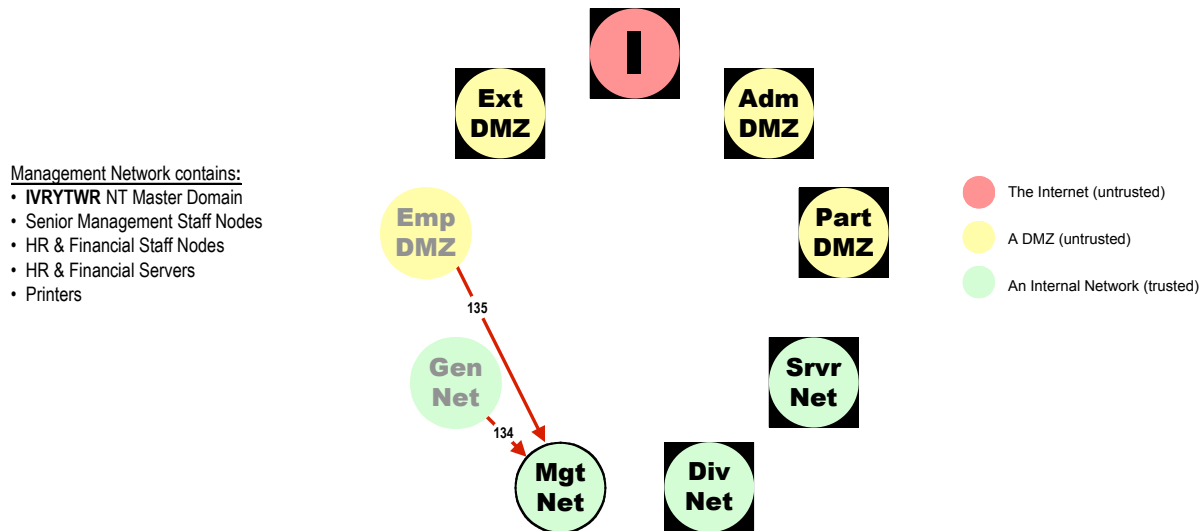 I
Ext
DMZ
Adm
DMZ
Management Network contains:
• IVRYTWR NT Master Domain
• Senior Management Staff Nodes
• HR & Financial Staff Nodes
• HR & Financial Servers
• Printers
Emp
DMZ
Part
DMZ
The Internet (untrusted)
A DMZ (untrusted)
An Internal Network (trusted)
135
Gen
Net
Srvr
Net
134
Mgt
Net
Div
Net